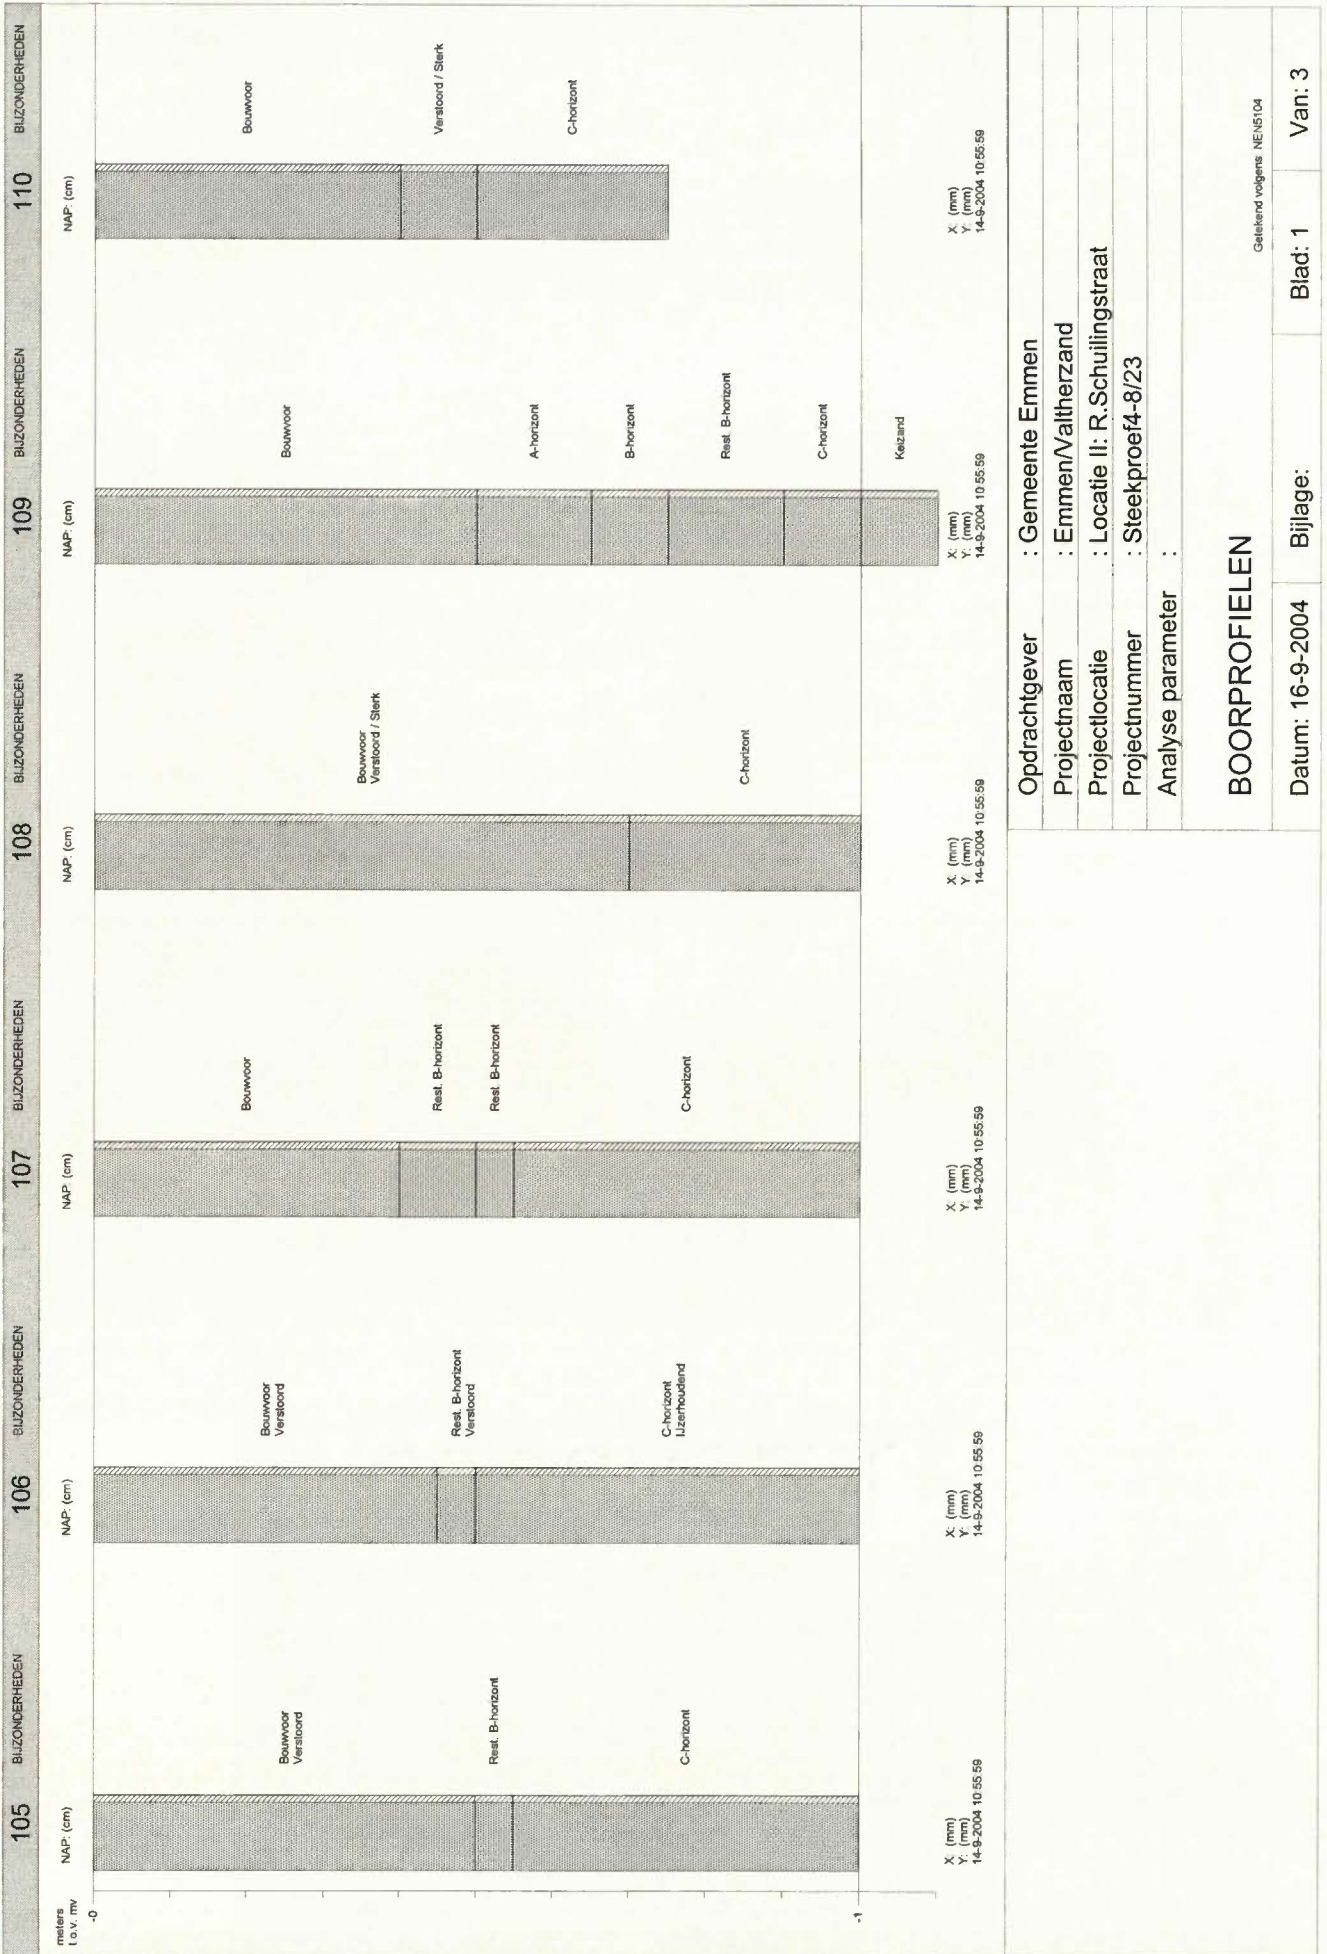 105 BIJZONDERHEDEN 106 BIJZONDERHEDEN 107 BIJZONDERHEDEN 108 BIJZONDERHEDEN 109 BIJZONDERHEDEN 110 BIJZONDERHEDEN
meters
t.o.v. mv
NAP: (cm) NAP: (cm) NAP: (cm) NAP: (cm) NAP: (cm) NAP: (cm)
-0
-1
Bouwvoor
Verstoord
Rest. B-horizont
C-horizont
X: (mm)
Y: (mm)
14-9-2004 10:55:59
Bouwvoor
Verstoord
Rest. B-horizont
Verstoord
C-horizont
IJzerhoudend
X: (mm)
Y: (mm)
14-9-2004 10:55:59
Bouwvoor
Rest. B-horizont
Rest. B-horizont
C-horizont
X: (mm)
Y: (mm)
14-9-2004 10:55:59
Bouwvoor
Verstoord / Sterk
C-horizont
X: (mm)
Y: (mm)
14-9-2004 10:55:59
Bouwvoor
A-horizont
B-horizont
Rest. B-horizont
C-horizont
Keizand
X: (mm)
Y: (mm)
14-9-2004 10:55:59
Bouwvoor
Verstoord / Sterk
C-horizont
X: (mm)
Y: (mm)
14-9-2004 10:55:59
Opdrachtgever : Gemeente Emmen
Projectnaam : Emmen/Valtherzand
Projectlocatie : Locatie II: R.Schuilingstraat
Projectnummer : Steekproef4-8/23
Analyse parameter :
BOORPROFIELEN
Getekend volgens NEN5104
Datum: 16-9-2004 Bijlage: Blad: 1 Van: 3